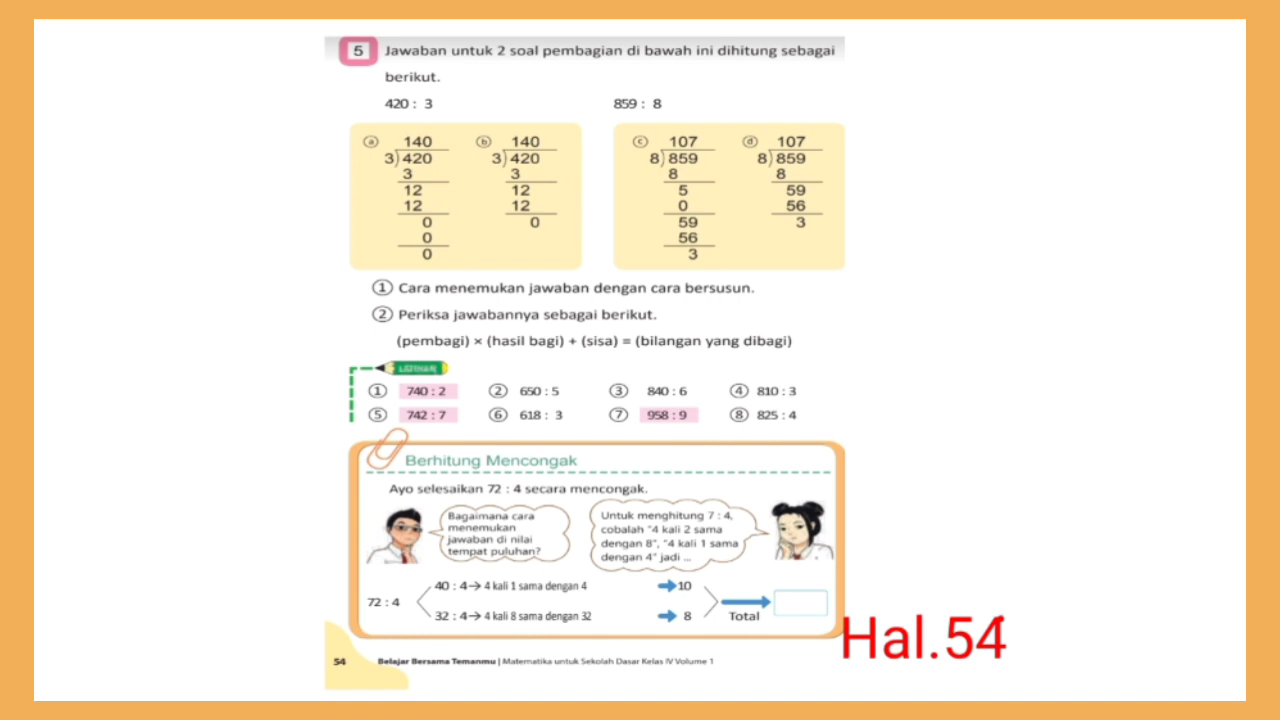 5 Jawaban untuk 2 soal pembagian di bawah ini dihitung sebagai
berikut.
420 : 3 859 : 8
ⓐ 140 ⓑ 140 ⓒ 107 ⓓ 107
3)420 3)420 8)859 8)859
3 3 8 8
12 12 5 59
12 12 0 56
0 0 59 3
0 56
0 3
① Cara menemukan jawaban dengan cara bersusun.
② Periksa jawabannya sebagai berikut.
(pembagi) × (hasil bagi) + (sisa) = (bilangan yang dibagi)
LATIHAN
① 740 : 2 ② 650 : 5 ③ 840 : 6 ④ 810 : 3
⑤ 742 : 7 ⑥ 618 : 3 ⑦ 958 : 9 ⑧ 825 : 4
Berhitung Mencongak
Ayo selesaikan 72 : 4 secara mencongak.
Bagaimana cara
menemukan
jawaban di nilai
tempat puluhan?
Untuk menghitung 7 : 4,
cobalah "4 kali 2 sama
dengan 8", "4 kali 1 sama
dengan 4" jadi ...
40 : 4→ 4 kali 1 sama dengan 4 10
72 : 4
32 : 4→ 4 kali 8 sama dengan 32 8 Total
Hal.54
54 Belajar Bersama Temanmu | Matematika untuk Sekolah Dasar Kelas IV Volume 1